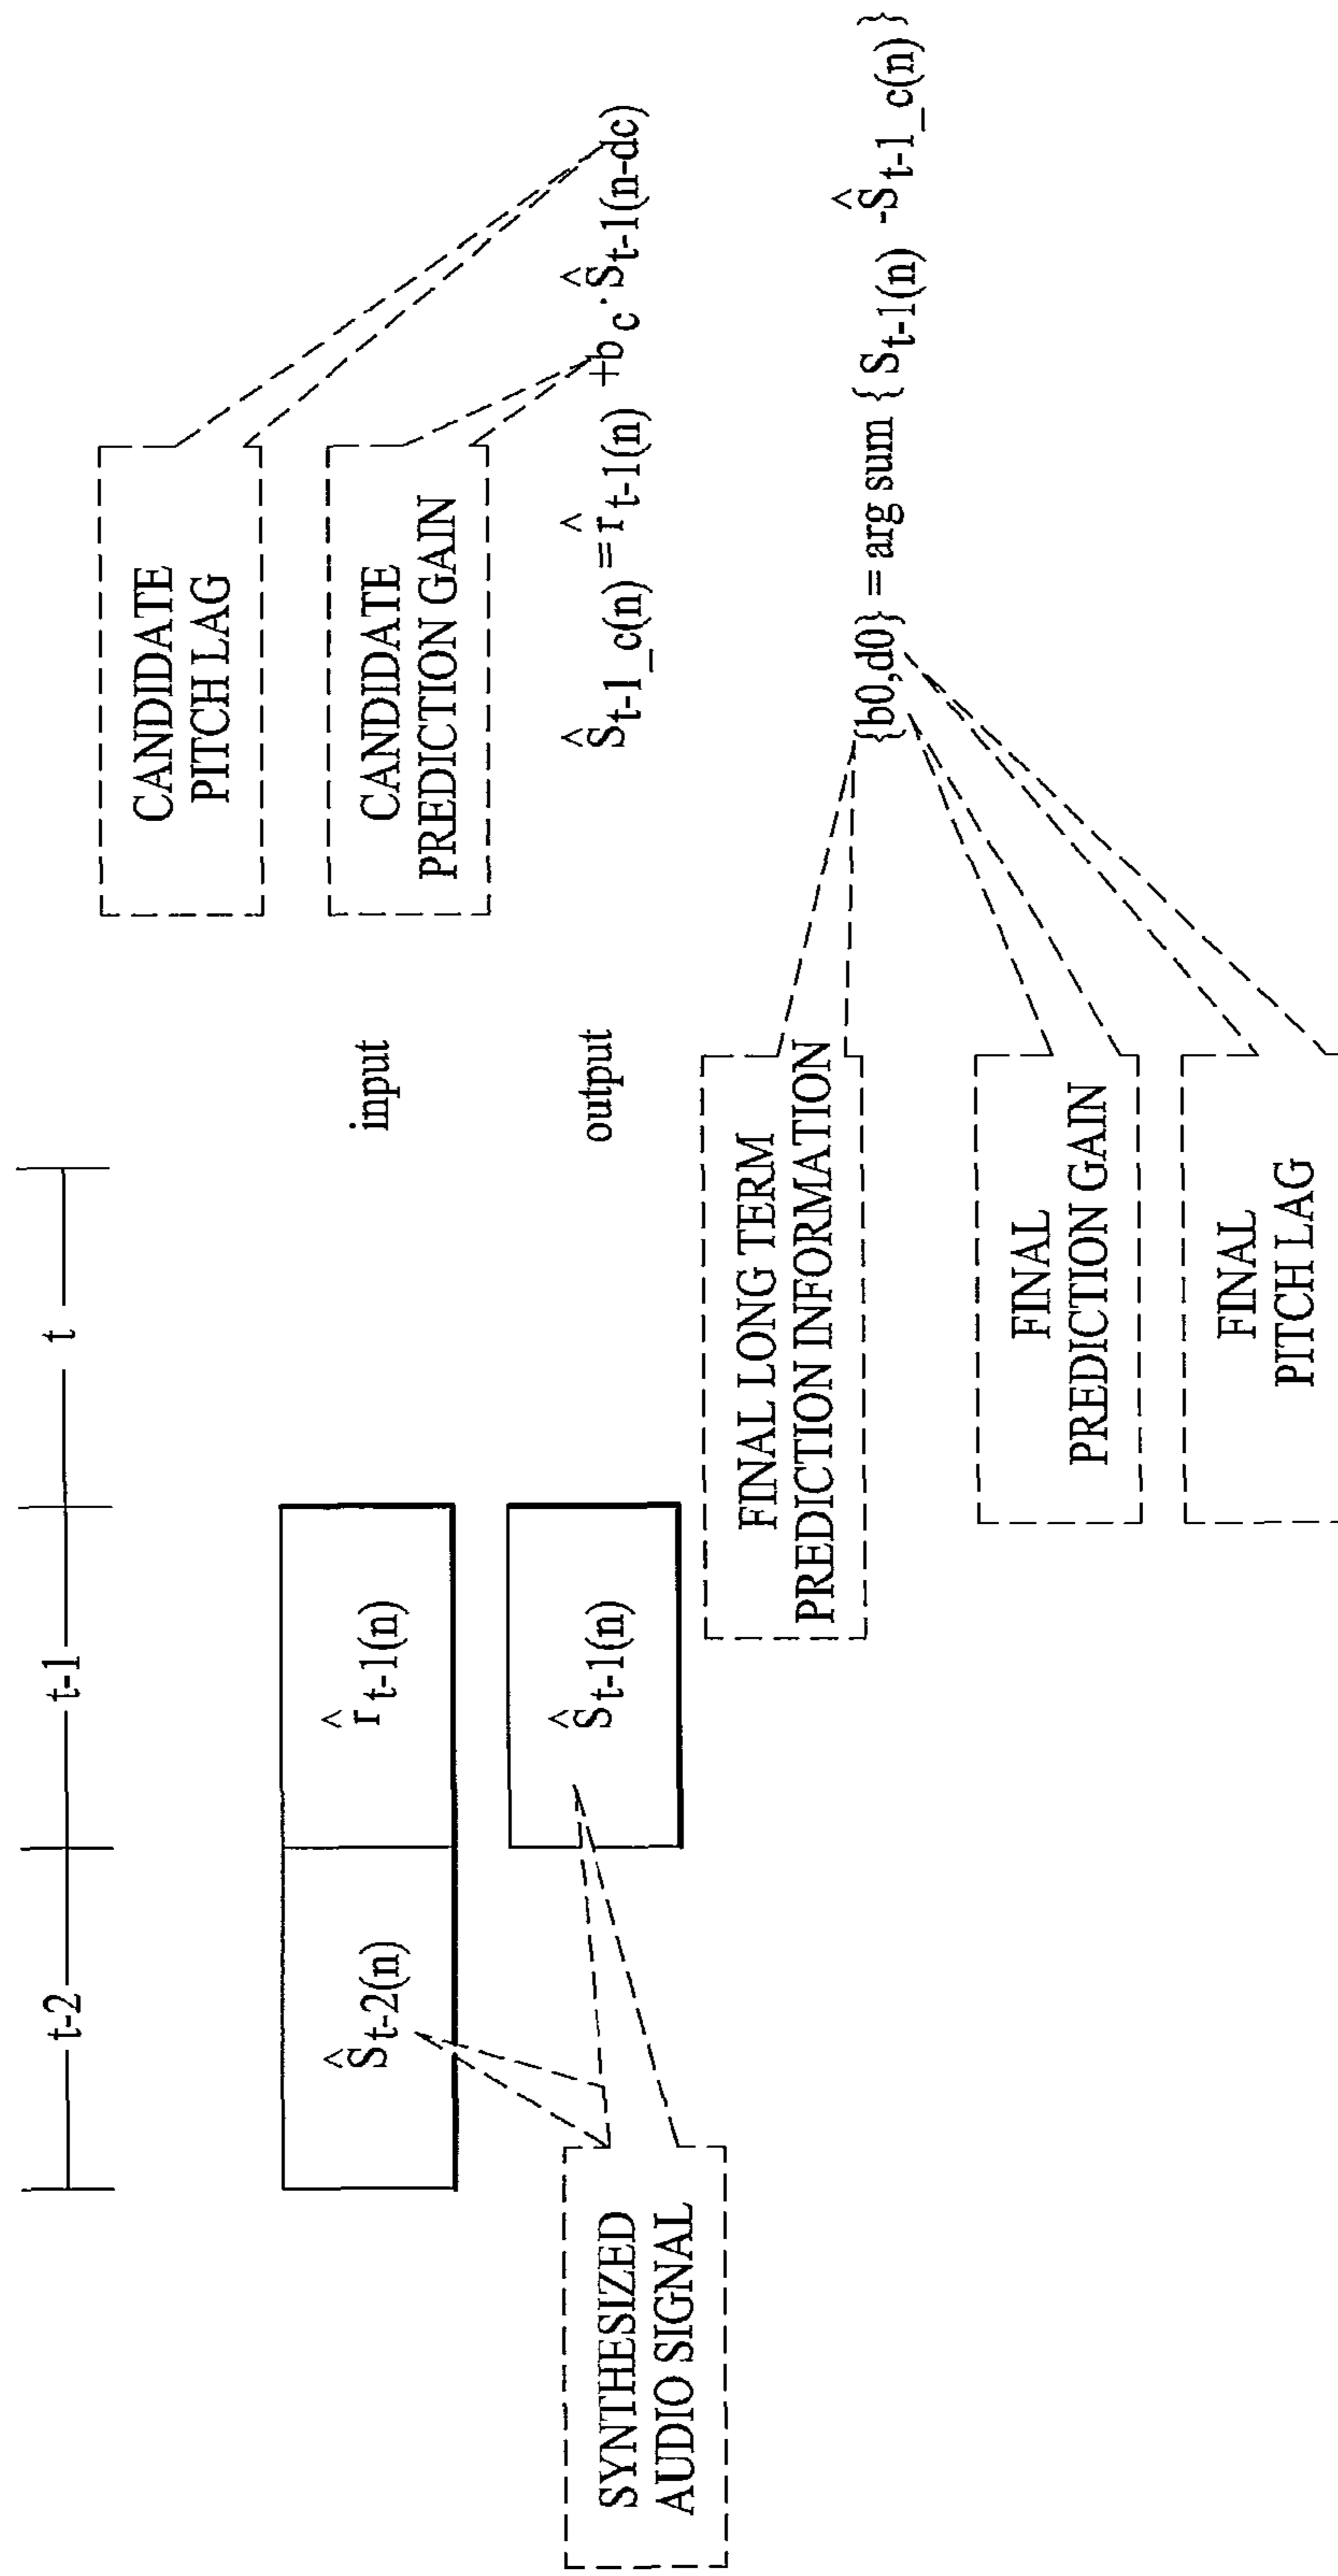 t-2
t-1
t
Ŝt-2(n)
r̂t-1(n)
input
Ŝt-1(n)
output
SYNTHESIZED
AUDIO SIGNAL
CANDIDATE
PITCH LAG
CANDIDATE
PREDICTION GAIN
Ŝt-1_c(n) = r̂t-1(n) +bc·Ŝt-1(n-dc)
FINAL LONG TERM
PREDICTION INFORMATION
{b0,d0} = arg sum { St-1(n) -Ŝt-1_c(n) }
FINAL
PREDICTION GAIN
FINAL
PITCH LAG